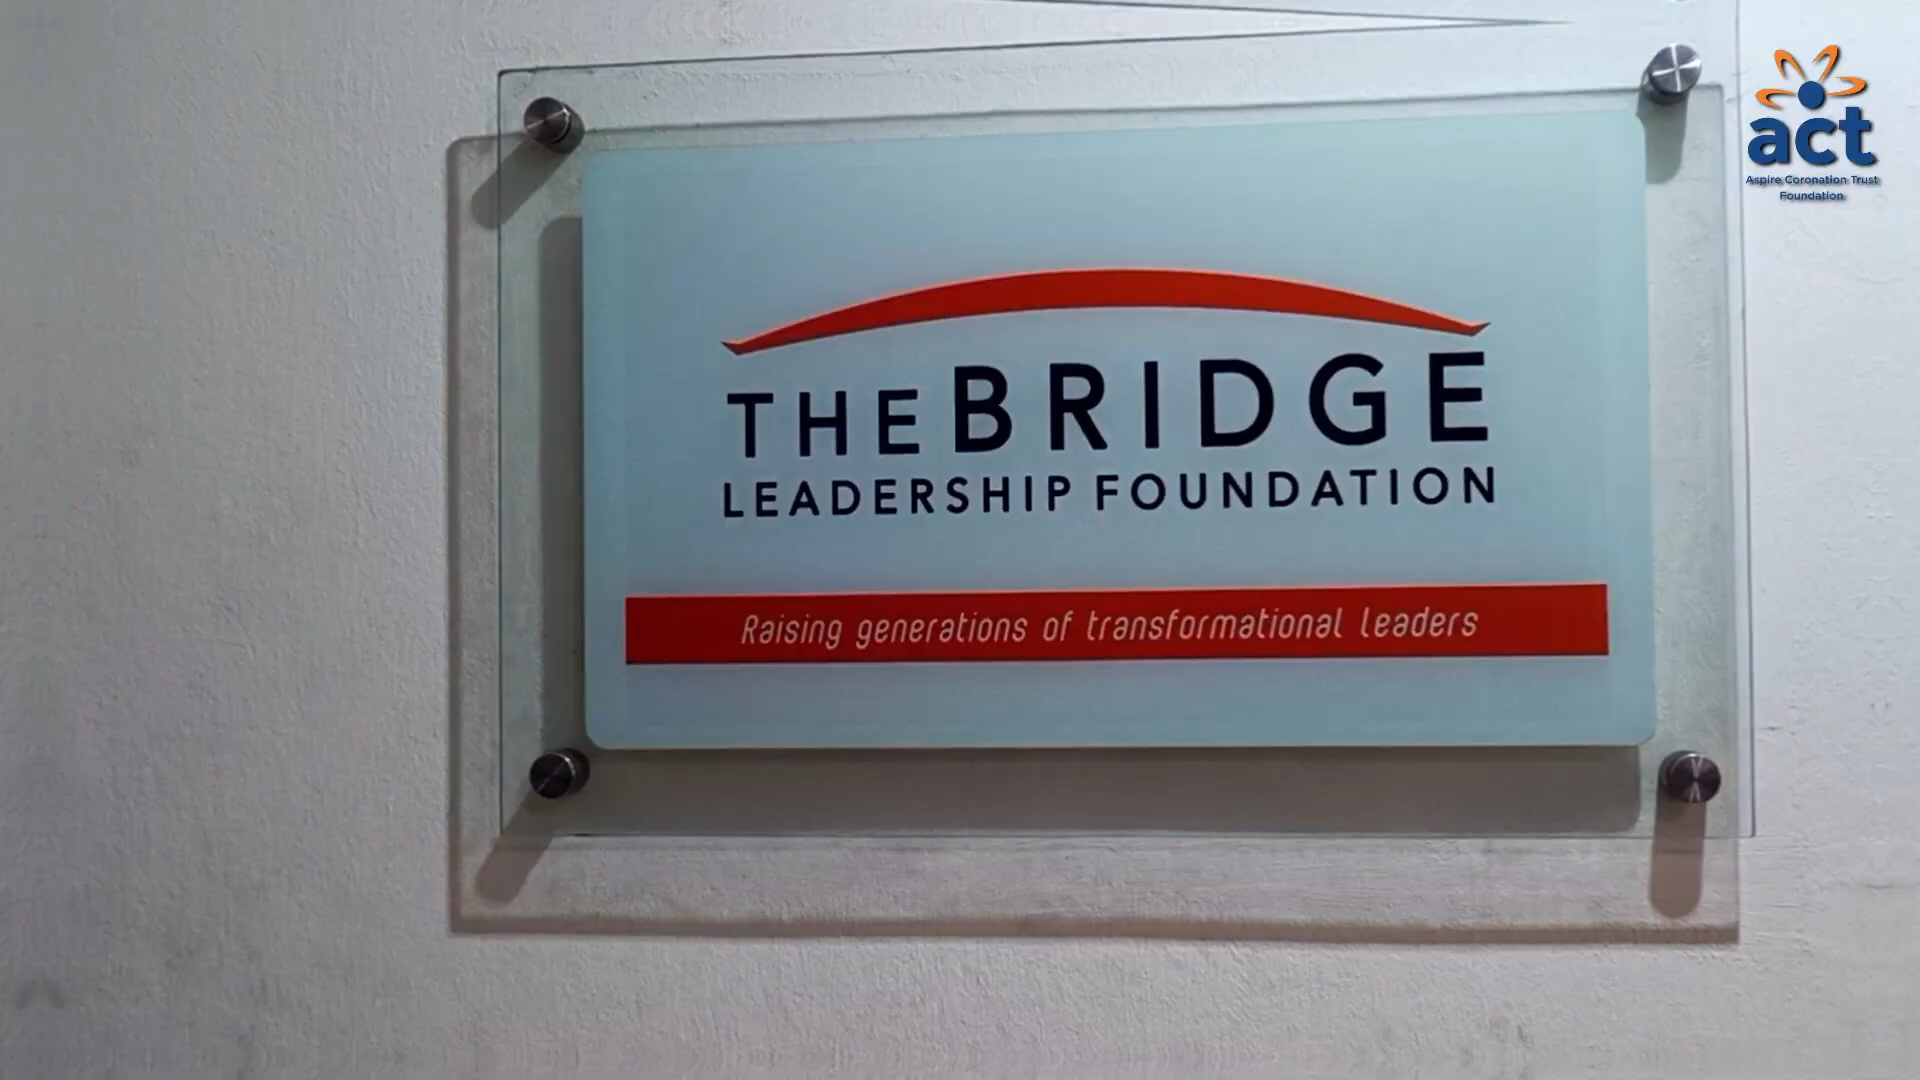 THE BRIDGE
LEADERSHIP FOUNDATION
Raising generations of transformational leaders
act
Aspire Coronation Trust
Foundation